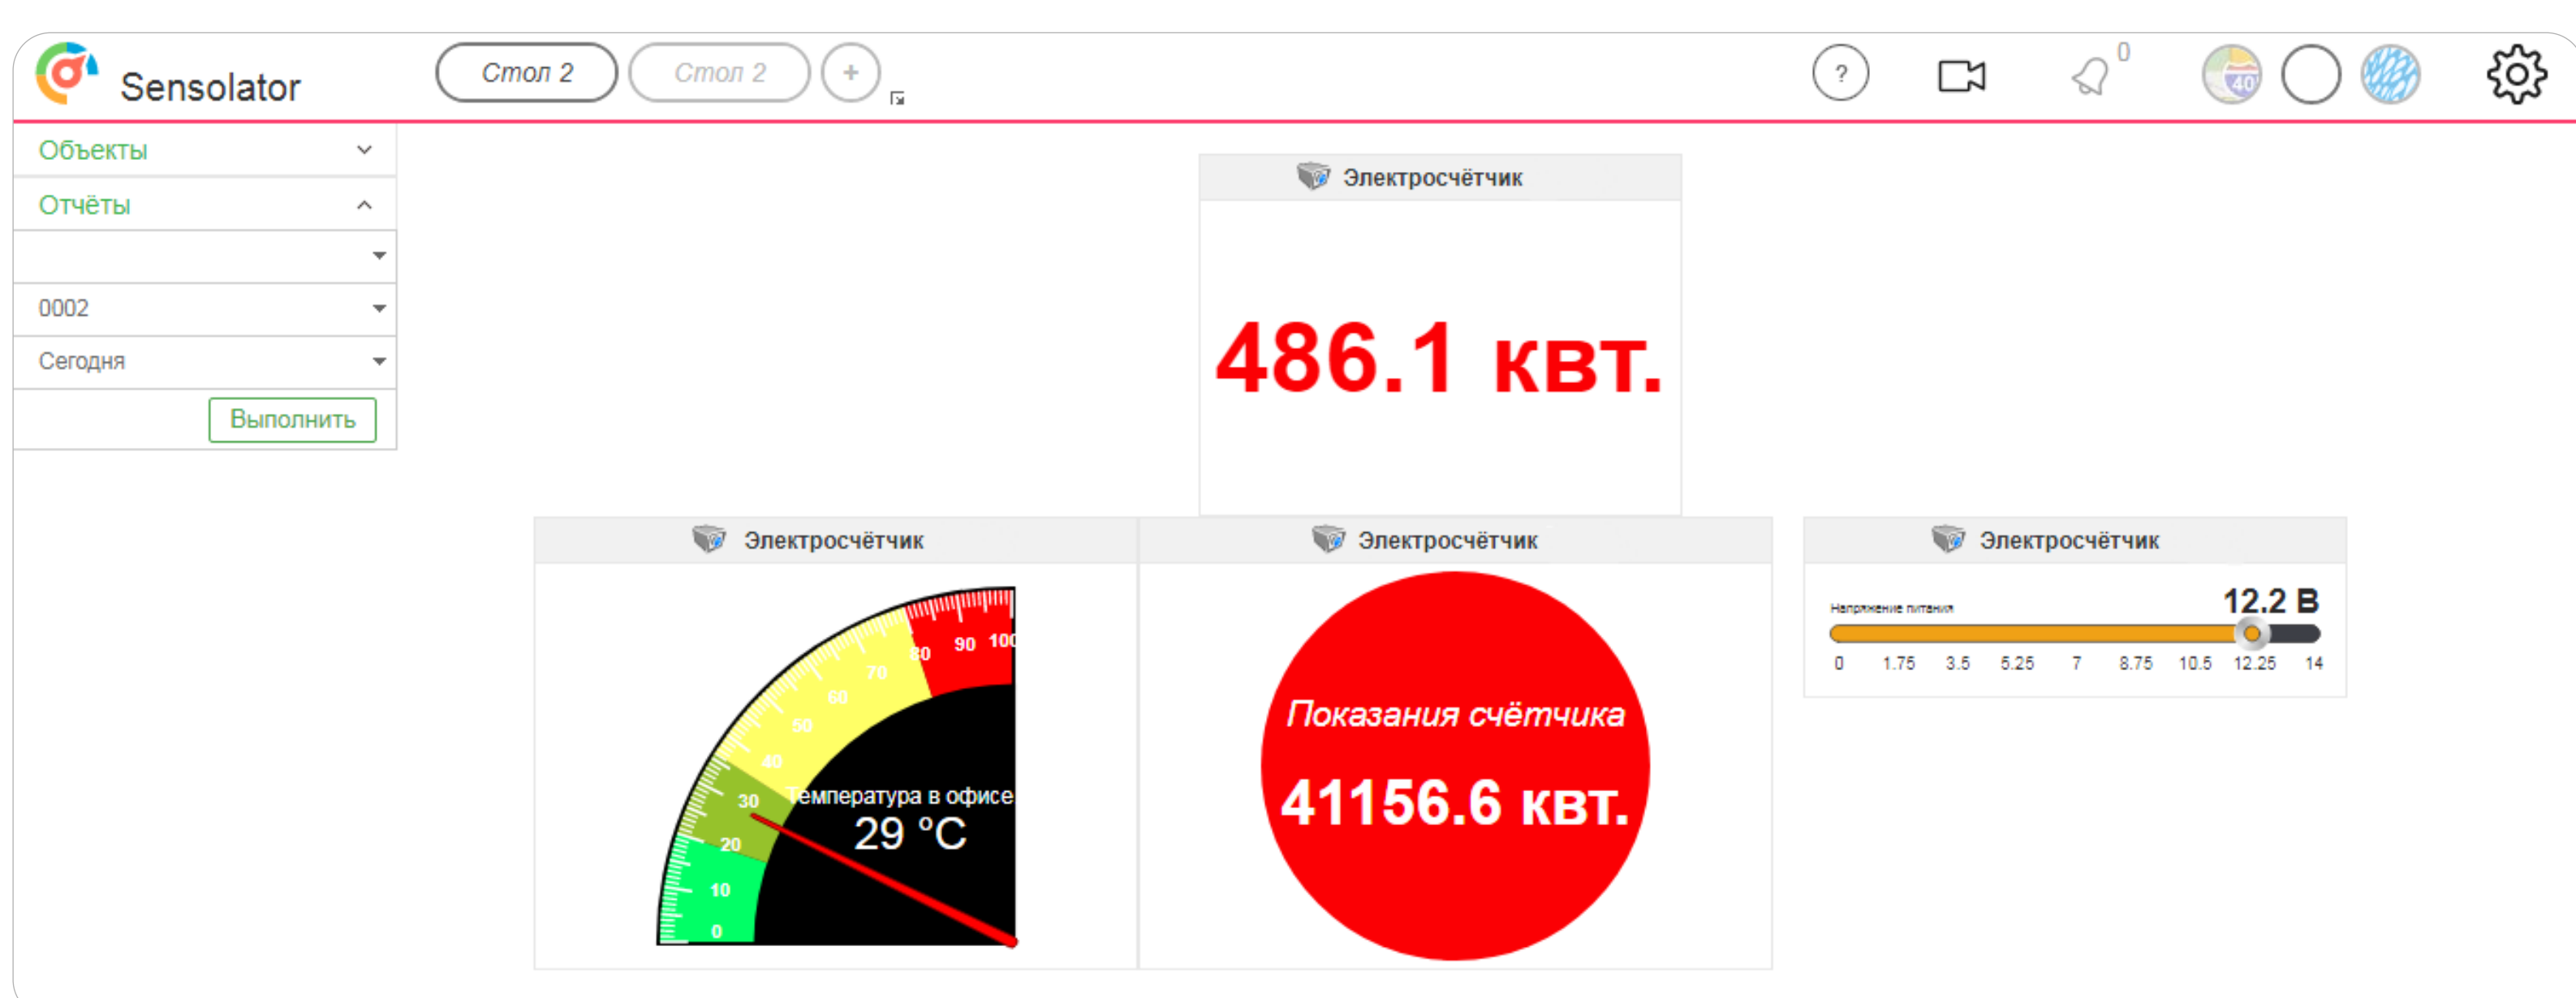 Sensolator
Стол 2
Стол 2
+
?
0
40
Объекты
Отчёты
0002
Сегодня
Выполнить
Электросчётчик
486.1 квт.
Электросчётчик
0
10
20
30
40
50
60
70
80
90
100
Температура в офисе
29 °C
Электросчётчик
Показания счётчика
41156.6 квт.
Электросчётчик
Напряжение питания
12.2 В
0 1.75 3.5 5.25 7 8.75 10.5 12.25 14